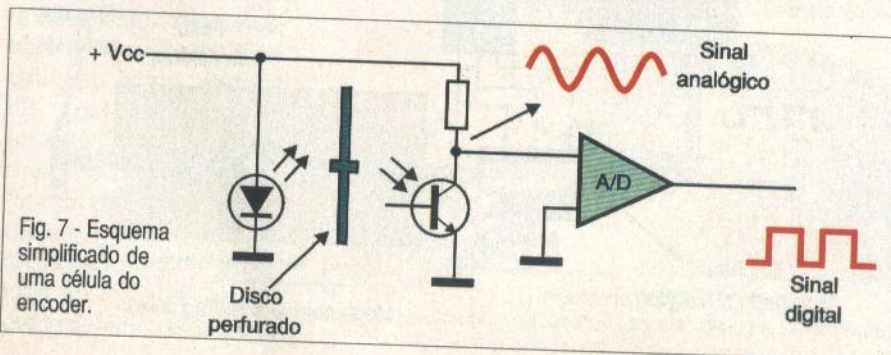 + Vcc
Sinal
analógico
A/D
Fig. 7 - Esquema
simplificado de
uma célula do
encoder.
Disco
perfurado
Sinal
digital